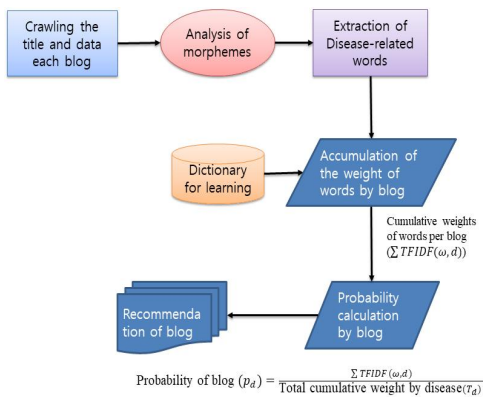 Crawling the
title and data
each blog
Analysis of
morphemes
Extraction of
Disease-related
words
Dictionary
for learning
Accumulation of
the weight of
words by blog
Cumulative weights
of words per blog
(∑ TFIDF(ω, d))
Recommenda
tion of blog
Probability
calculation
by blog
Probability of blog (p_d) = ∑ TFIDF(ω,d) / Total cumulative weight by disease(T_d)